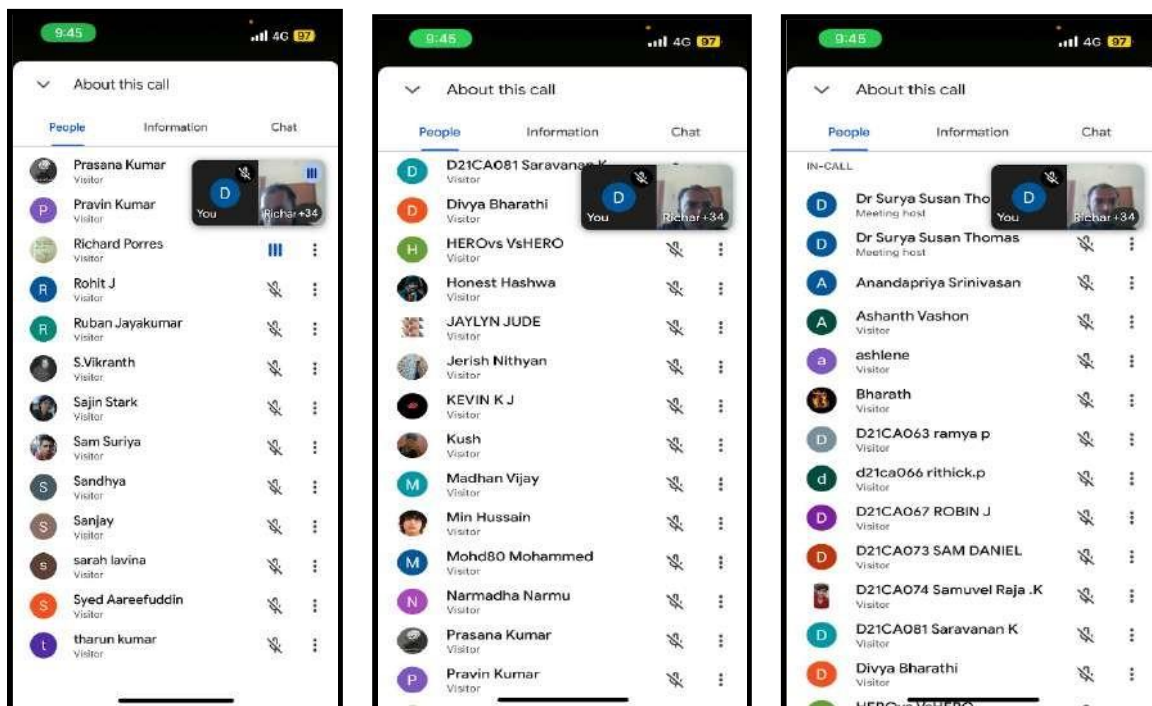 9:45
4G 97
About this call
People Information Chat
Prasana Kumar
Visitor
Pravin Kumar
Visitor
D
You
Richar +34
P
Richard Porres
Visitor
R
Rohit J
Visitor
R
Ruban Jayakumar
Visitor
S.Vikranth
Visitor
Sajin Stark
Visitor
Sam Suriya
Visitor
S
Sandhya
Visitor
S
Sanjay
Visitor
s
sarah lavina
Visitor
S
Syed Aareefuddin
Visitor
t
tharun kumar
Visitor
9:45
4G 97
About this call
People Information Chat
D
D21CA081 Saravanan K
Visitor
D
Divya Bharathi
Visitor
D
You
Richar +34
H
HEROvs VsHERO
Visitor
Honest Hashwa
Visitor
JAYLYN JUDE
Visitor
Jerish Nithyan
Visitor
KEVIN K J
Visitor
Kush
Visitor
M
Madhan Vijay
Visitor
Min Hussain
Visitor
M
Mohd80 Mohammed
Visitor
N
Narmadha Narmu
Visitor
Prasana Kumar
Visitor
P
Pravin Kumar
Visitor
9:45
4G 97
About this call
People Information Chat
IN-CALL
D
Dr Surya Susan Tho
Meeting host
D
You
Richar +34
D
Dr Surya Susan Thomas
Meeting host
A
Anandapriya Srinivasan
A
Ashanth Vashon
Visitor
a
ashlene
Visitor
Bharath
Visitor
D
D21CA063 ramya p
Visitor
d
d21ca066 rithick.p
Visitor
D
D21CA067 ROBIN J
Visitor
D
D21CA073 SAM DANIEL
Visitor
D21CA074 Samuvel Raja .K
Visitor
D
D21CA081 Saravanan K
Visitor
D
Divya Bharathi
Visitor
HEROvs VsHERO